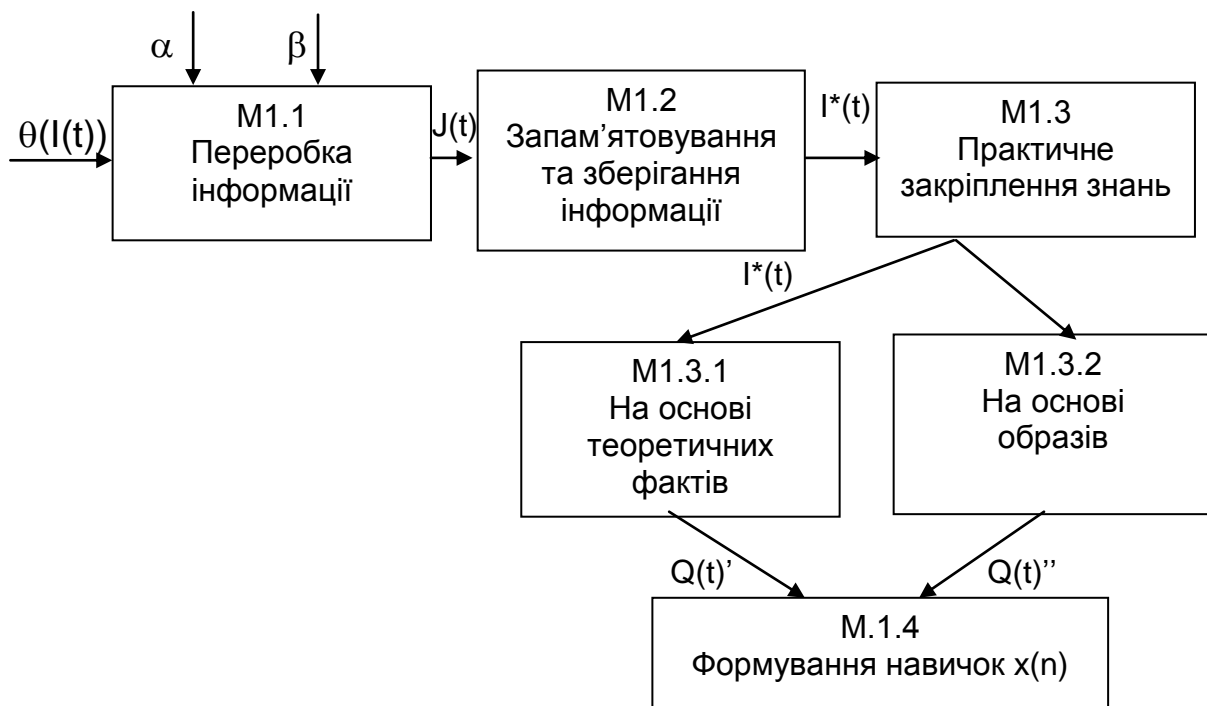 α
β
θ(I(t))
М1.1
Переробка
інформації
J(t)
М1.2
Запам’ятовування
та зберігання
інформації
I*(t)
М1.3
Практичне
закріплення знань
I*(t)
М1.3.1
На основі
теоретичних
фактів
М1.3.2
На основі
образів
Q(t)’
Q(t)’’
М.1.4
Формування навичок x(n)